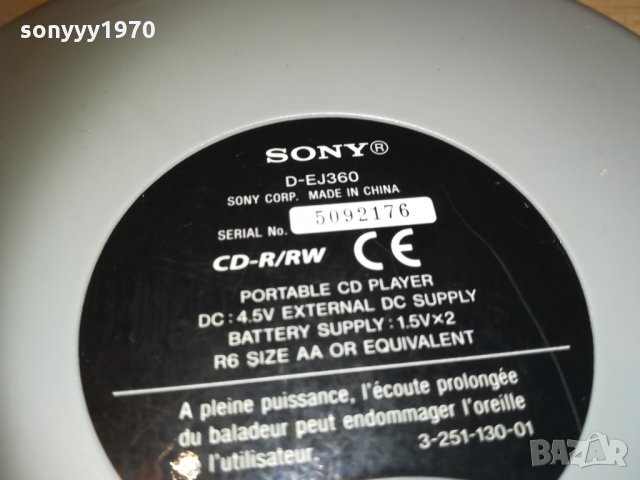 sonyyy1970
SONY®
D-EJ360
SONY CORP. MADE IN CHINA
SERIAL No. 5092176
CD-R/RW CE
PORTABLE CD PLAYER
DC:4.5V EXTERNAL DC SUPPLY
BATTERY SUPPLY:1.5V×2
R6 SIZE AA OR EQUIVALENT
A pleine puissance, l'écoute prolongée
du baladeur peut endommager l'oreille
de l'utilisateur.
3-251-130-01
BAZAR